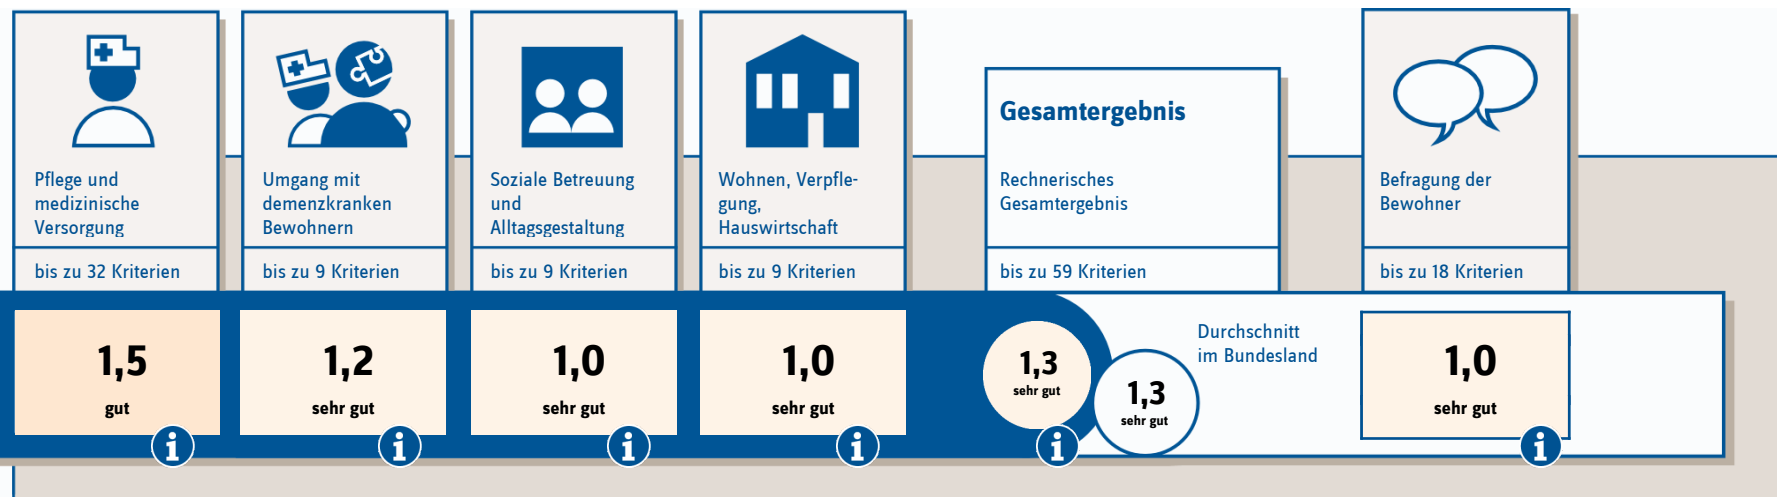 Pflege und
medizinische
Versorgung
bis zu 32 Kriterien
1,5
gut
Umgang mit
demenzkranken
Bewohnern
bis zu 9 Kriterien
1,2
sehr gut
Soziale Betreuung
und
Alltagsgestaltung
bis zu 9 Kriterien
1,0
sehr gut
Wohnen, Verpfle-
gung,
Hauswirtschaft
bis zu 9 Kriterien
1,0
sehr gut
Gesamtergebnis
Rechnerisches
Gesamtergebnis
bis zu 59 Kriterien
1,3
sehr gut
1,3
sehr gut
Durchschnitt
im Bundesland
Befragung der
Bewohner
bis zu 18 Kriterien
1,0
sehr gut